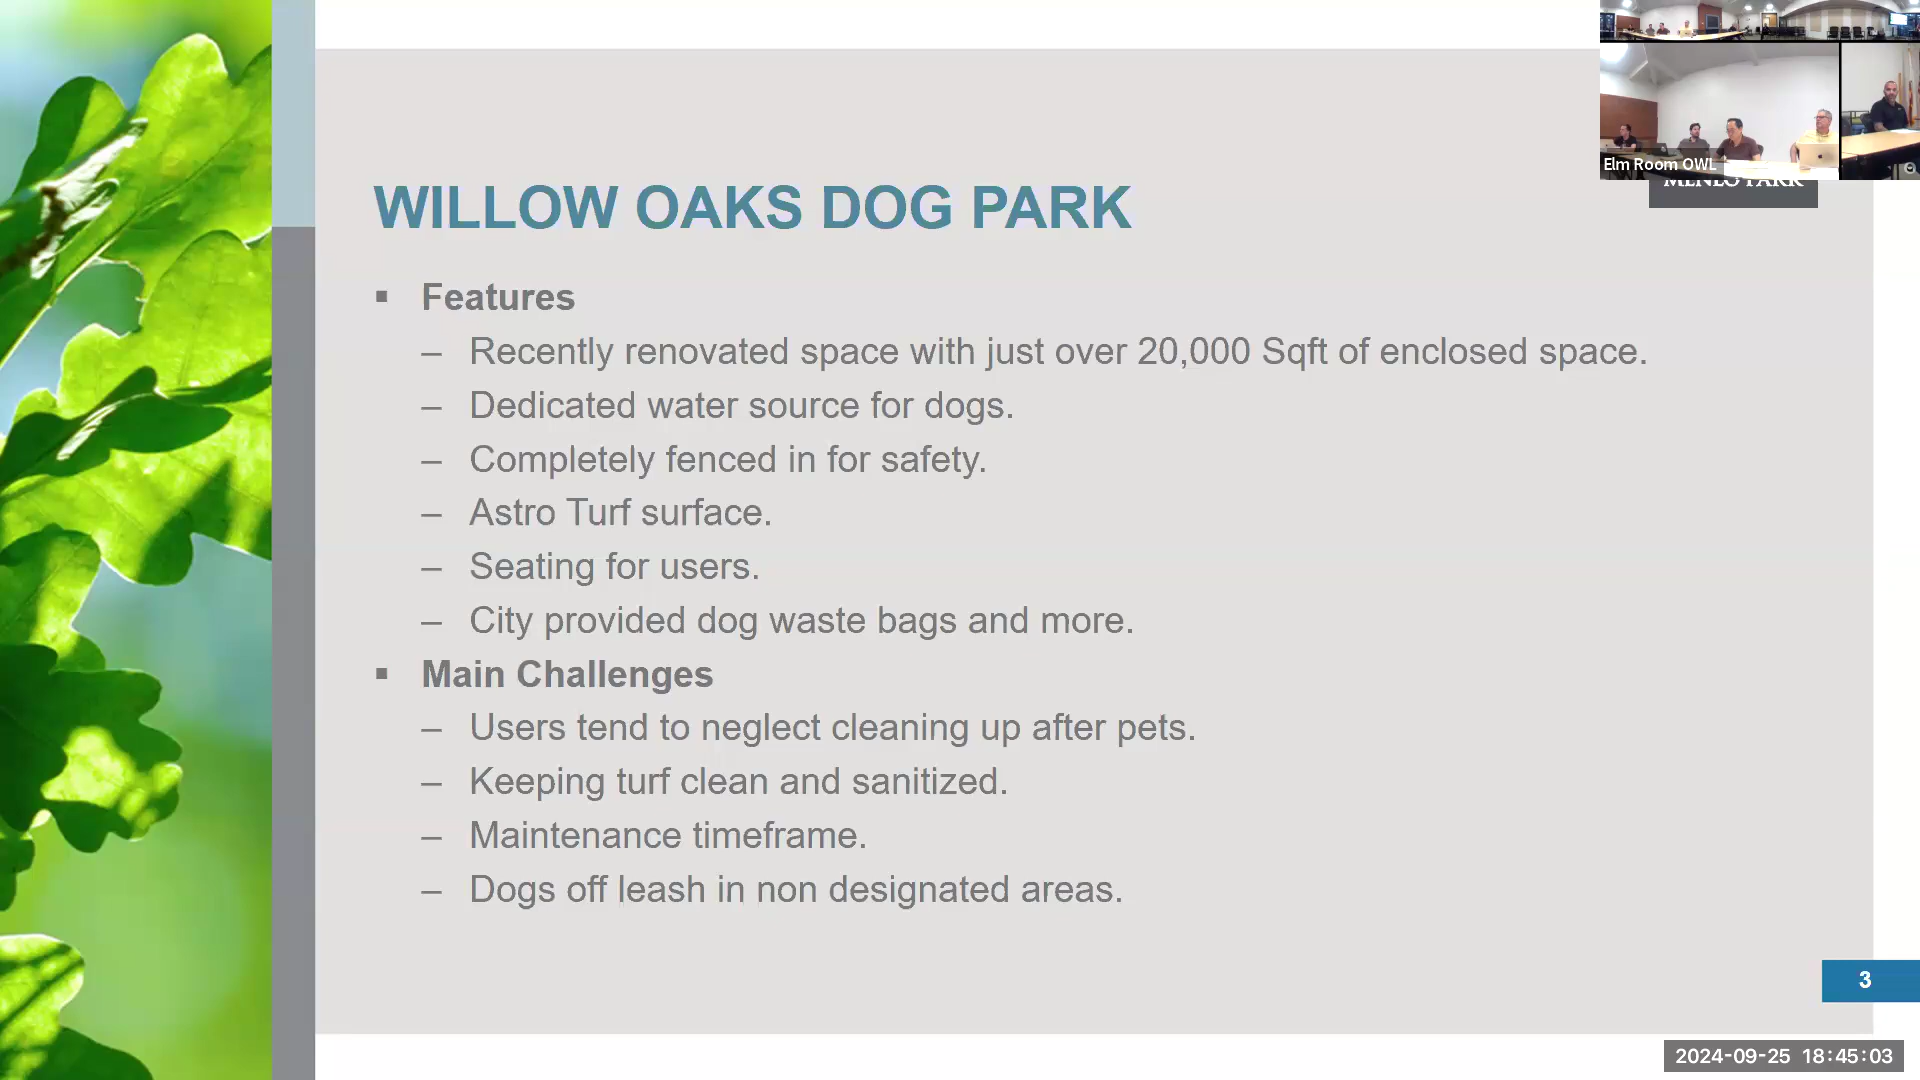 Elm Room OWL
MENLO PARK
WILLOW OAKS DOG PARK
▪ Features
– Recently renovated space with just over 20,000 Sqft of enclosed space.
– Dedicated water source for dogs.
– Completely fenced in for safety.
– Astro Turf surface.
– Seating for users.
– City provided dog waste bags and more.
▪ Main Challenges
– Users tend to neglect cleaning up after pets.
– Keeping turf clean and sanitized.
– Maintenance timeframe.
– Dogs off leash in non designated areas.
3
2024-09-25 18:45:03